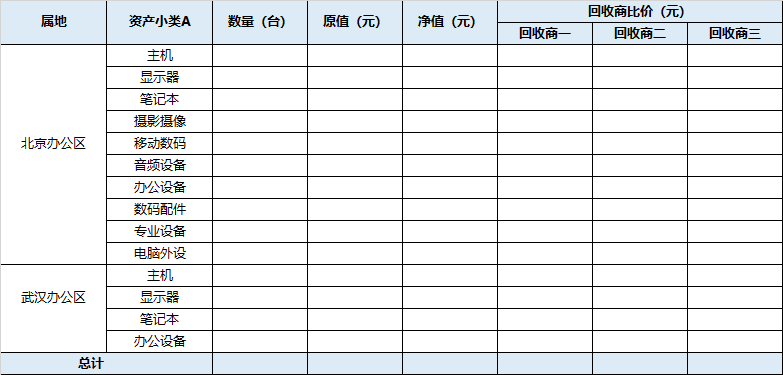 属地 资产小类A 数量（台） 原值（元） 净值（元） 回收商比价（元）
回收商一 回收商二 回收商三
北京办公区
主机
显示器
笔记本
摄影摄像
移动数码
音频设备
办公设备
数码配件
专业设备
电脑外设
武汉办公区
主机
显示器
笔记本
办公设备
总计